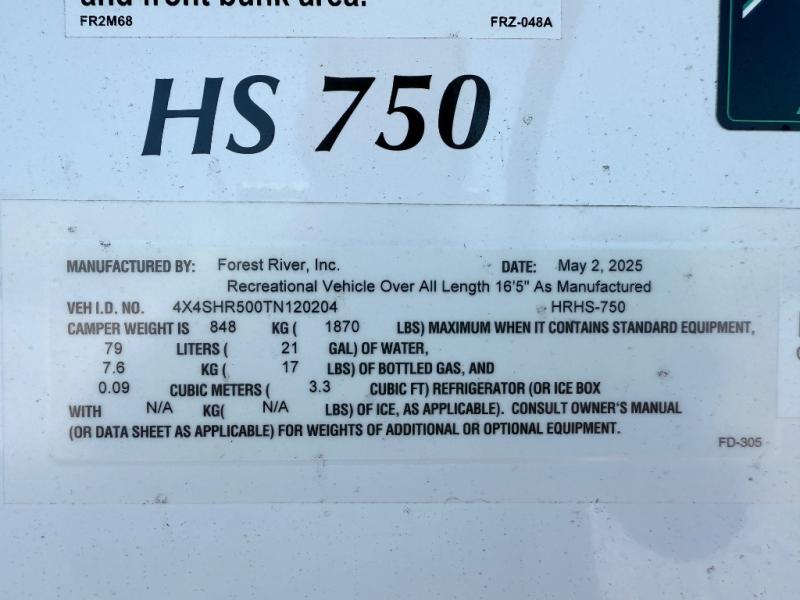 and front bunk area.
FR2M68 FRZ-048A
HS 750
MANUFACTURED BY: Forest River, Inc. DATE: May 2, 2025
Recreational Vehicle Over All Length 16'5" As Manufactured
VEH I.D. NO. 4X4SHR500TN120204 HRHS-750
CAMPER WEIGHT IS 848 KG ( 1870 LBS) MAXIMUM WHEN IT CONTAINS STANDARD EQUIPMENT,
79 LITERS ( 21 GAL) OF WATER,
7.6 KG ( 17 LBS) OF BOTTLED GAS, AND
0.09 CUBIC METERS ( 3.3 CUBIC FT) REFRIGERATOR (OR ICE BOX
WITH N/A KG( N/A LBS) OF ICE, AS APPLICABLE). CONSULT OWNER'S MANUAL
(OR DATA SHEET AS APPLICABLE) FOR WEIGHTS OF ADDITIONAL OR OPTIONAL EQUIPMENT.
FD-305